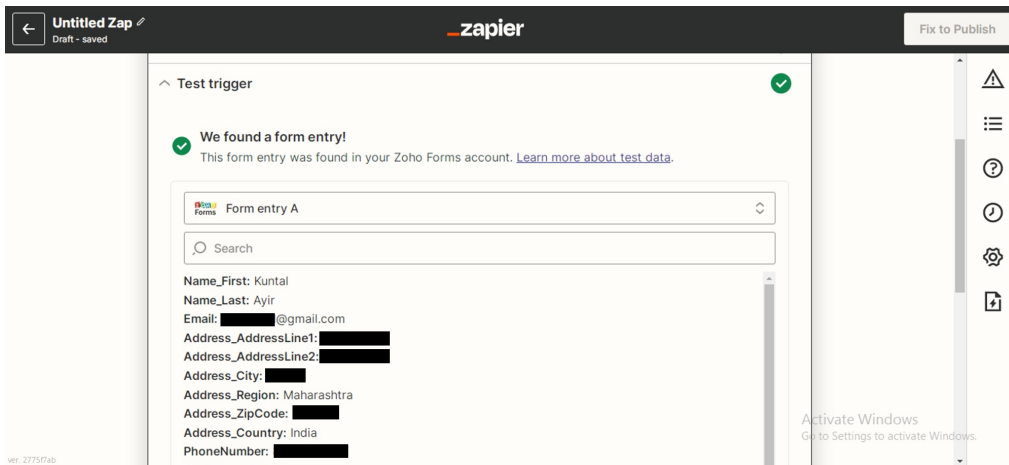 Untitled Zap
Draft - saved
zapier
Fix to Publish
Test trigger
We found a form entry!
This form entry was found in your Zoho Forms account. Learn more about test data.
Forms
Form entry A
Search
Name_First: Kuntal
Name_Last: Ayir
Email: @gmail.com
Address_AddressLine1:
Address_AddressLine2:
Address_City:
Address_Region: Maharashtra
Address_ZipCode:
Address_Country: India
PhoneNumber:
Activate Windows
Go to Settings to activate Windows.
ver. 2775f7ab